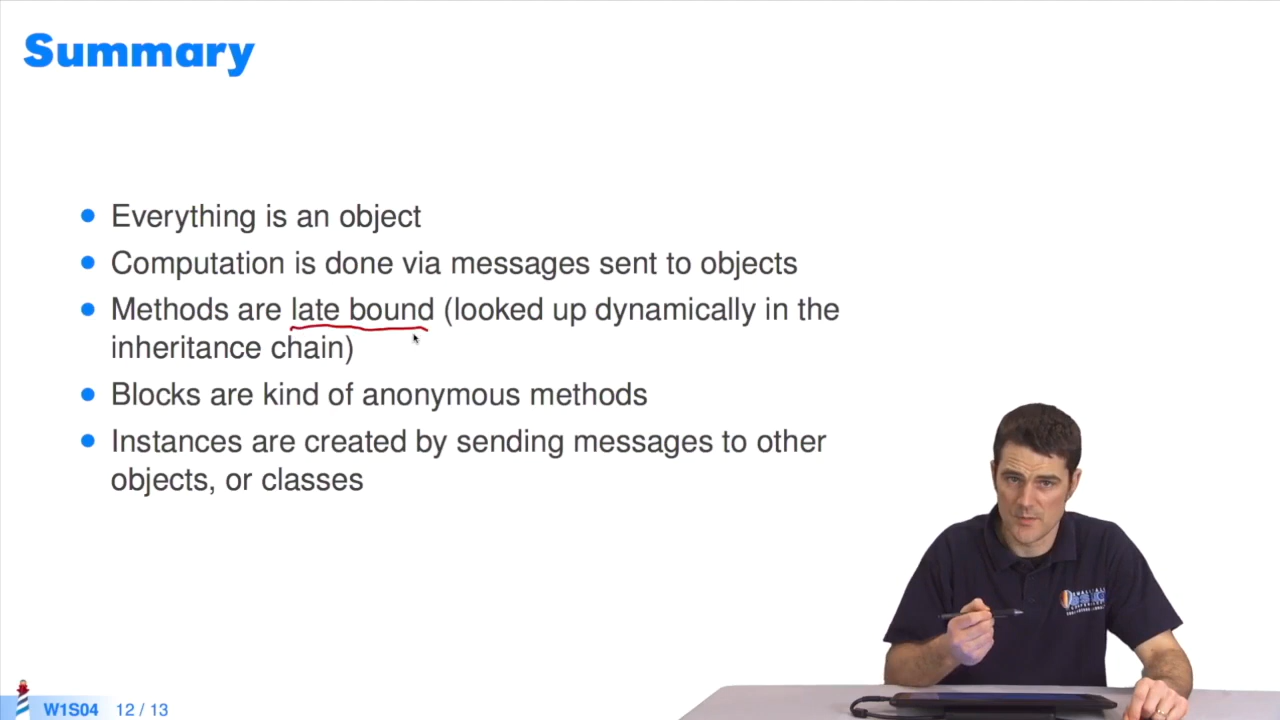 Summary
Everything is an object
Computation is done via messages sent to objects
Methods are late bound (looked up dynamically in the
inheritance chain)
Blocks are kind of anonymous methods
Instances are created by sending messages to other
objects, or classes
W1S04 12 / 13